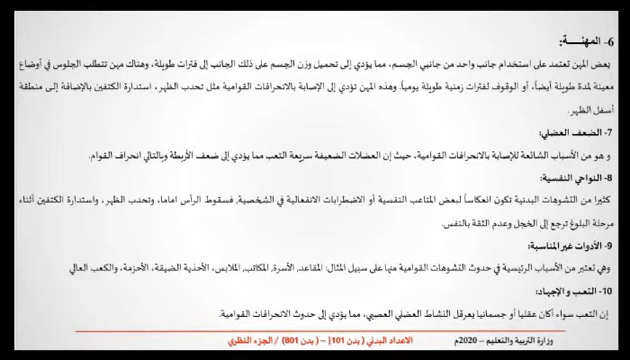 6- المهنــــة:
بعض المهن تعتمد على استخدام جانب واحد من جانبي الجسم، مما يؤدي إلى تحميل وزن الجسم على ذلك الجانب إلى فترات طويلة، وهناك مهن تتطلب الجلوس في أوضاع
معينة لمدة طويلة أيضاً، أو الوقوف لفترات زمنية طويلة يومياً. وهذه المهن تؤدي إلى الإصابة بالانحرافات القوامية مثل تحدب الظهر، استدارة الكتفين بالإضافة إلى منطقة
أسفل الظهر.
7- الضعف العضلي:
و هو من الأسباب الشائعة للإصابة بالانحرافات القوامية، حيث إن العضلات الضعيفة سريعة التعب مما يؤدي إلى ضعف الأربطة وبالتالي انحراف القوام.
8- النواحي النفسية:
كثيرا من التشوهات البدنية تكون انعكاساً لبعض المتاعب النفسية أو الاضطرابات الانفعالية في الشخصية، فسقوط الرأس اماما، وتحدب الظهر، واستدارة الكتفين أثناء
مرحلة البلوغ ترجع إلى الخجل وعدم الثقة بالنفس.
9- الأدوات غير المناسبة:
وهي تعتبر من الأسباب الرئيسية في حدوث التشوهات القوامية منها على سبيل المثال: المقاعد، الأسرة، المكاتب، الملابس، الأحذية الضيقة، الأحزمة، والكعب العالي
10- التعب و الإجهاد:
إن التعب سواء أكان عقليا أو جسمانيا يعرقل النشاط العضلي العصبي، مما يؤدي إلى حدوث الانحرافات القوامية.
وزارة التربية والتعليم – 2020م الاعداد البدني ( بدن 101) – ( بدن 801) / الجزء النظري